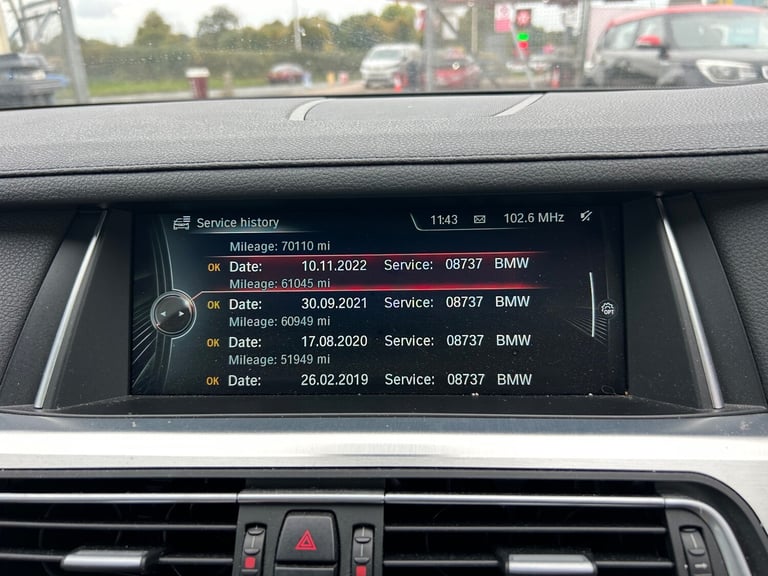 Service history 11:43 102.6 MHz
Mileage: 70110 mi
OK Date: 10.11.2022 Service: 08737 BMW
Mileage: 61045 mi
OK Date: 30.09.2021 Service: 08737 BMW
Mileage: 60949 mi
OK Date: 17.08.2020 Service: 08737 BMW
Mileage: 51949 mi
OK Date: 26.02.2019 Service: 08737 BMW
OPT